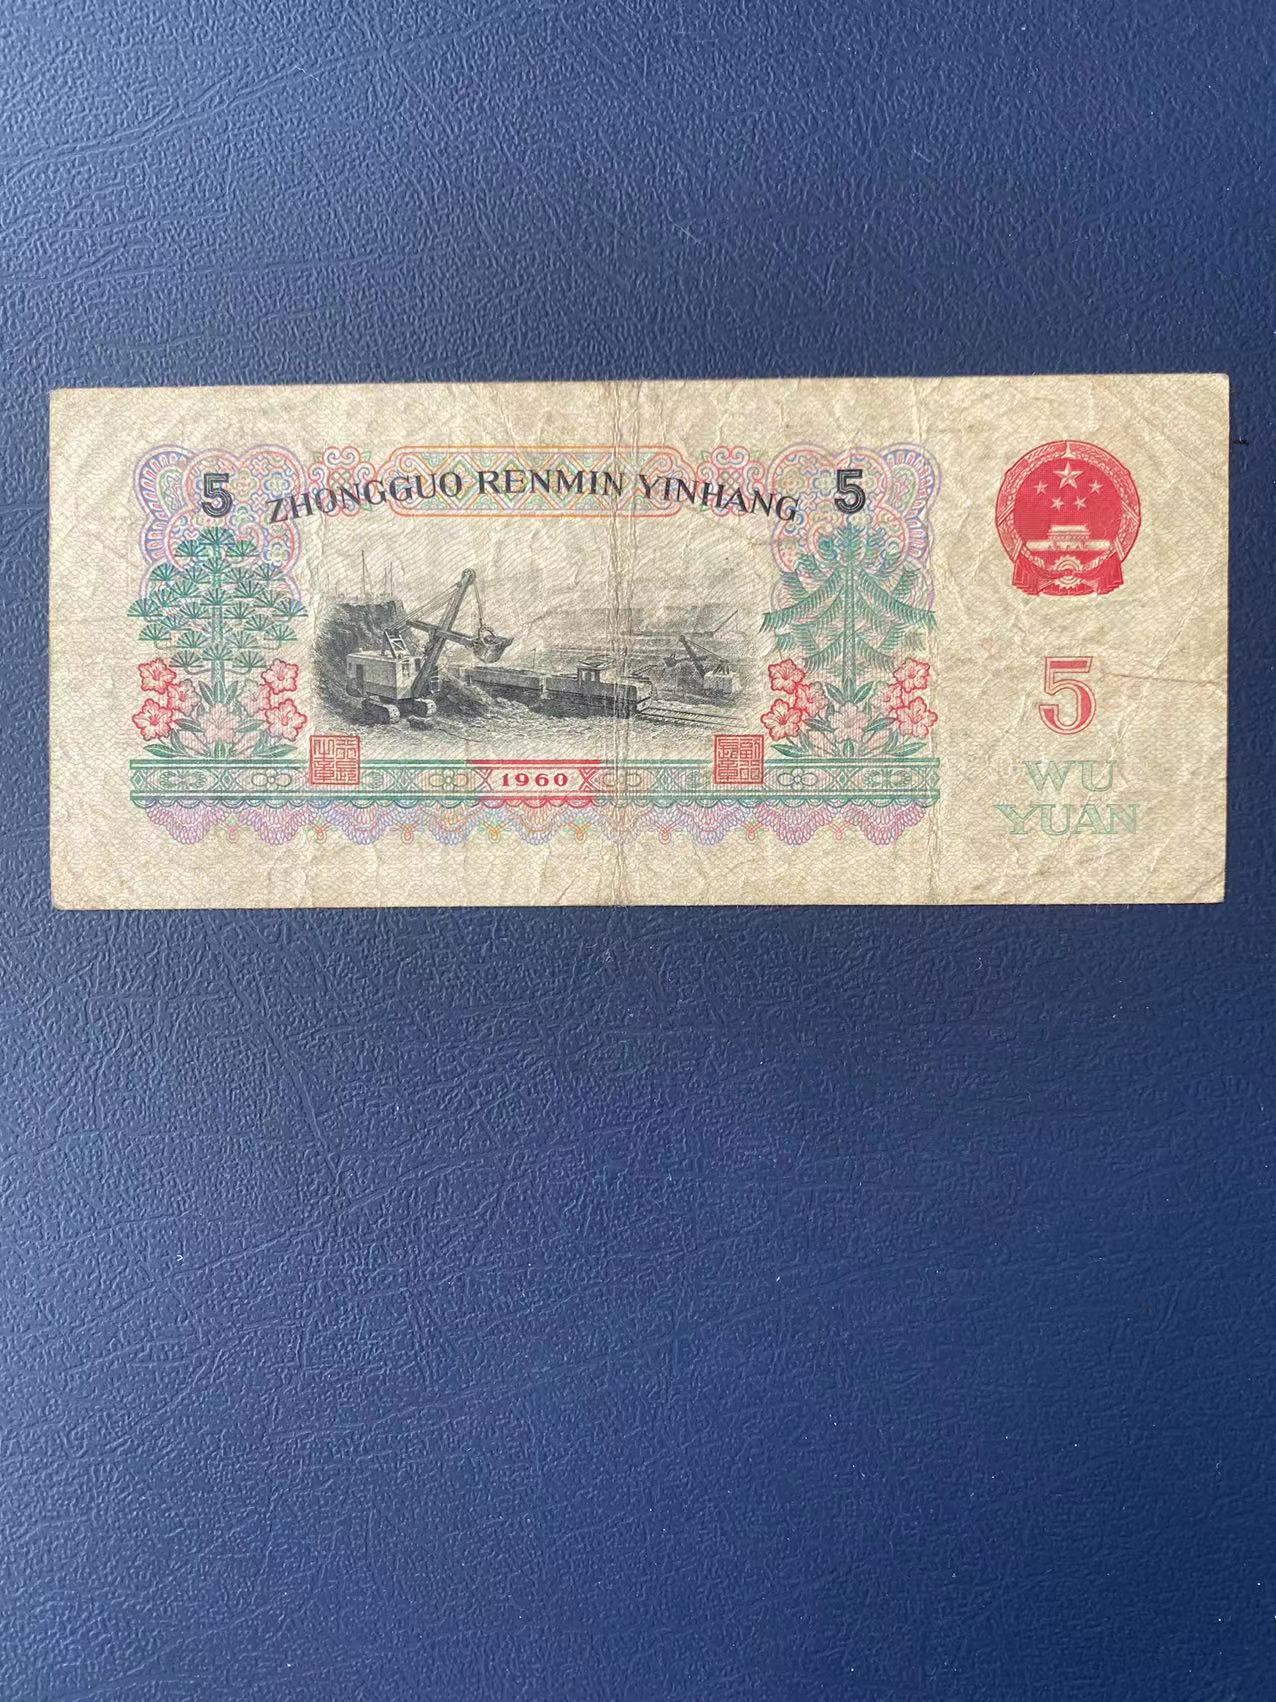 5 ZHONGGUO RENMIN YINHANG 5
5
1960
WU
YUAN